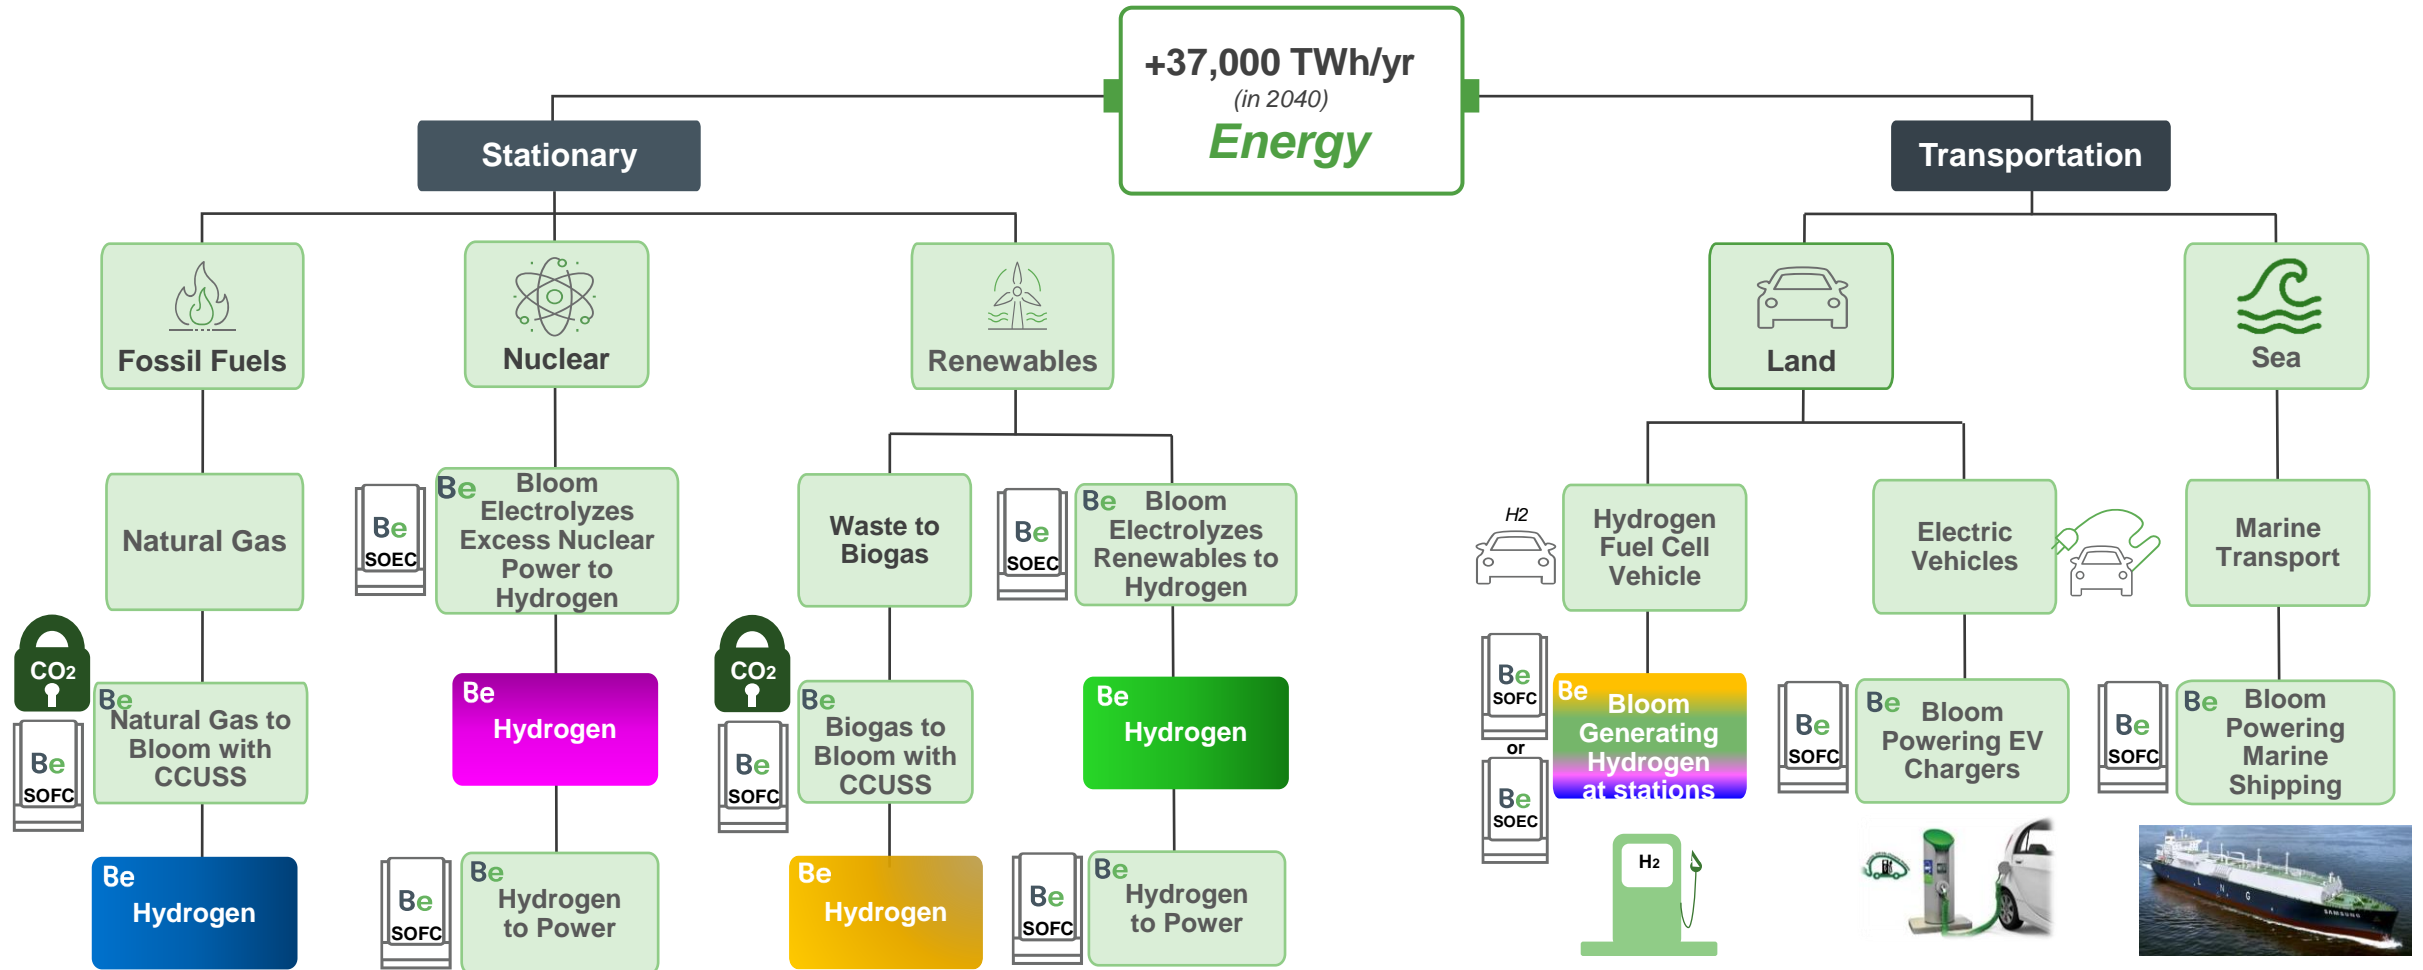 +37,000 TWh/yr
(in 2040)
Energy
Stationary
Transportation
Fossil Fuels
Nuclear
Renewables
Land
Sea
Natural Gas
Be
SOEC
Be
Bloom
Electrolyzes
Excess Nuclear
Power to
Hydrogen
Waste to
Biogas
Be
SOEC
Be
Bloom
Electrolyzes
Renewables to
Hydrogen
H2
Hydrogen
Fuel Cell
Vehicle
Electric
Vehicles
Marine
Transport
CO2
Be
SOFC
Be
Natural Gas to
Bloom with
CCUSS
Be
Hydrogen
CO2
Be
SOFC
Be
Biogas to
Bloom with
CCUSS
Be
Hydrogen
Be
SOFC
or
Be
SOEC
Be
Bloom
Generating
Hydrogen
at stations
Be
SOFC
Be
Bloom
Powering EV
Chargers
Be
SOFC
Be
Bloom
Powering
Marine
Shipping
Be
Hydrogen
Be
SOFC
Be
Hydrogen
to Power
Be
Hydrogen
Be
SOFC
Be
Hydrogen
to Power
H2
L N G
SAMSUNG